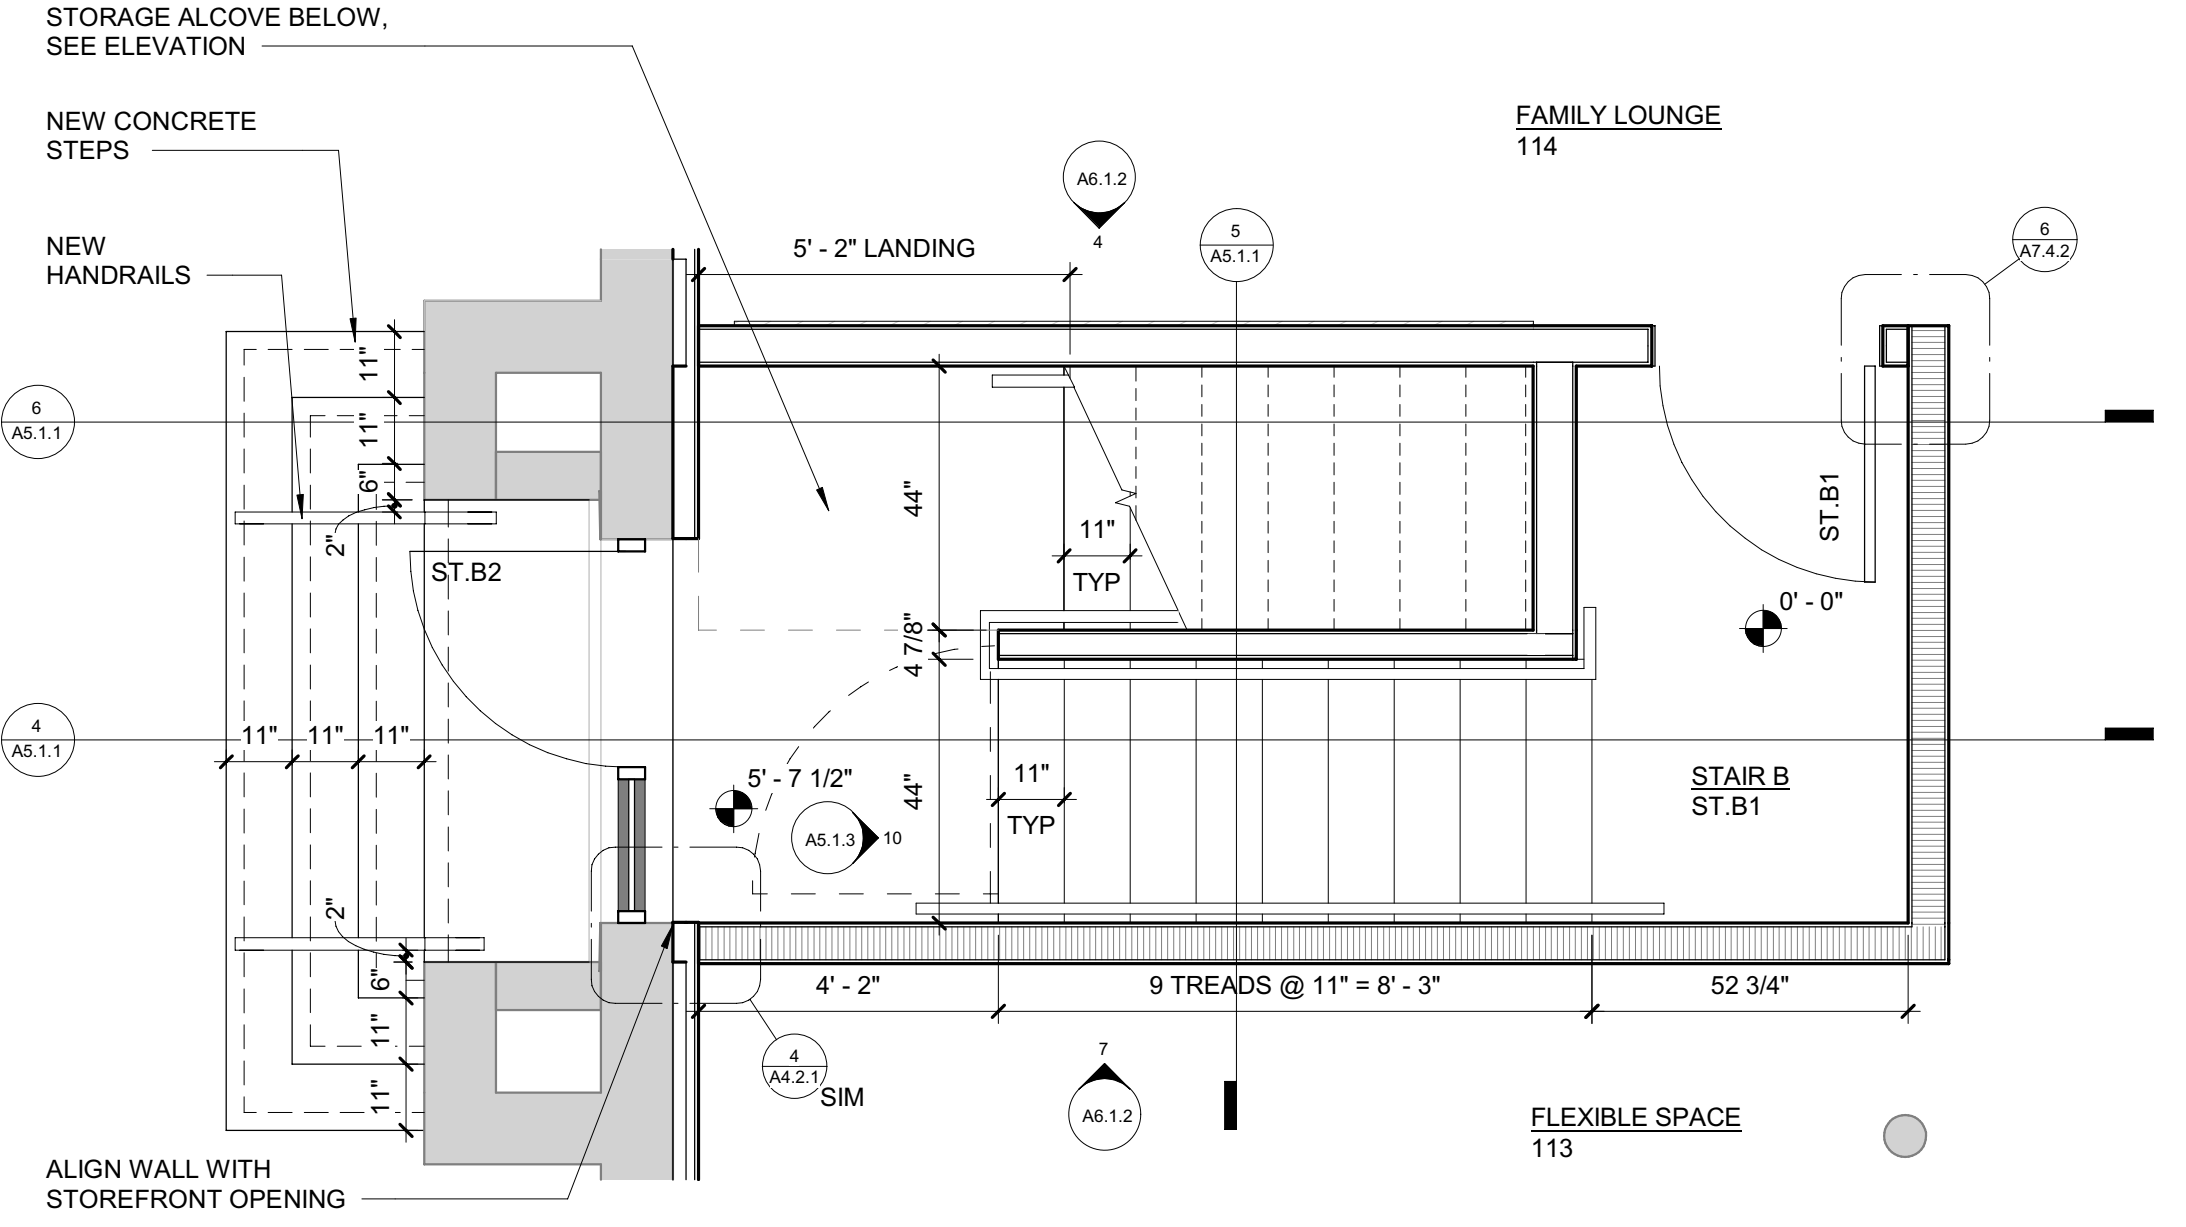 STORAGE ALCOVE BELOW,
SEE ELEVATION
NEW CONCRETE
STEPS
NEW
HANDRAILS
FAMILY LOUNGE
114
A6.1.2
4
5
A5.1.1
6
A7.4.2
5' - 2" LANDING
11"
11"
6"
2"
6
A5.1.1
44"
11"
TYP
ST.B1
ST.B2
0' - 0"
4 7/8"
4
A5.1.1
11"
11"
11"
5' - 7 1/2"
44"
11"
TYP
STAIR B
ST.B1
A5.1.3
10
2"
6"
11"
11"
4' - 2"
9 TREADS @ 11" = 8' - 3"
52 3/4"
4
A4.2.1
SIM
7
A6.1.2
FLEXIBLE SPACE
113
ALIGN WALL WITH
STOREFRONT OPENING